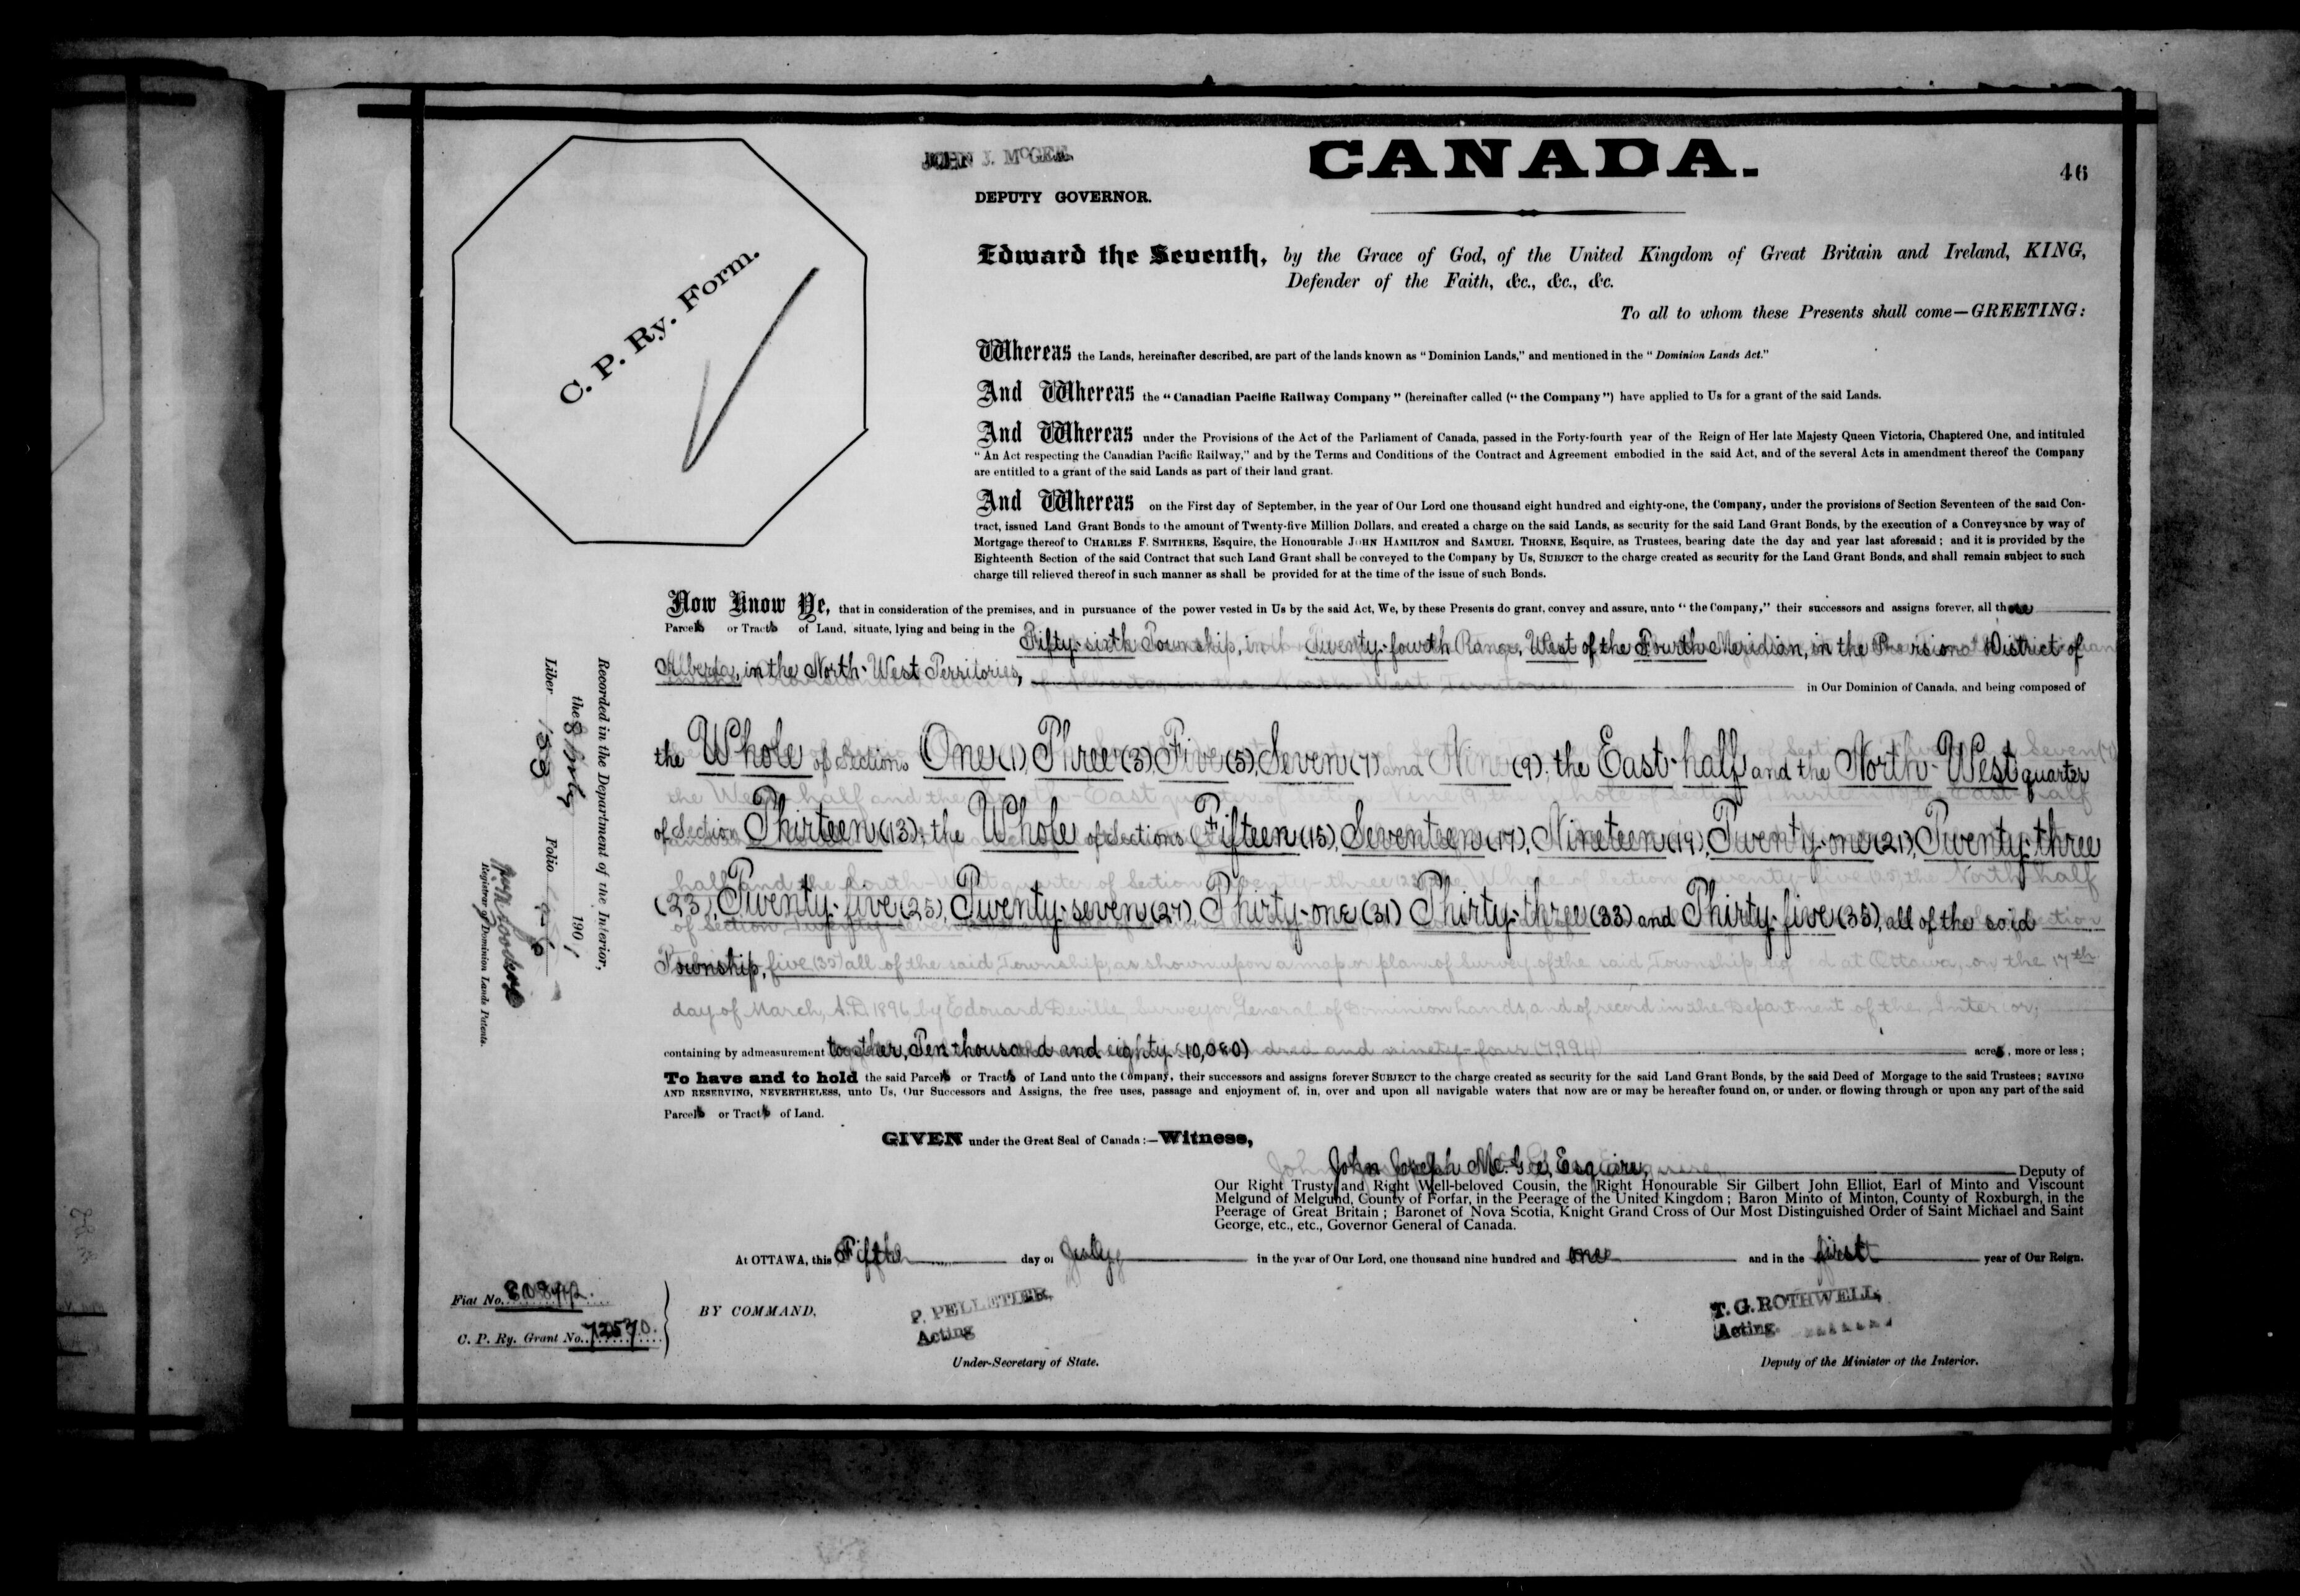 JOHN J. McGEE
DEPUTY GOVERNOR.
CANADA.
46
C. P. Ry. Form.
Edward the Seventh, by the Grace of God, of the United Kingdom of Great Britain and Ireland, KING,
Defender of the Faith, &c., &c., &c.
To all to whom these Presents shall come—GREETING:
Whereas the Lands, hereinafter described, are part of the lands known as "Dominion Lands," and mentioned in the "Dominion Lands Act."
And Whereas the "Canadian Pacific Railway Company" (hereinafter called ("the Company") have applied to Us for a grant of the said Lands.
And Whereas under the Provisions of the Act of the Parliament of Canada, passed in the Forty-fourth year of the Reign of Her late Majesty Queen Victoria, Chaptered One, and intituled
"An Act respecting the Canadian Pacific Railway," and by the Terms and Conditions of the Contract and Agreement embodied in the said Act, and of the several Acts in amendment thereof the Company
are entitled to a grant of the said Lands as part of their land grant.
And Whereas on the First day of September, in the year of Our Lord one thousand eight hundred and eighty-one, the Company, under the provisions of Section Seventeen of the said Con-
tract, issued Land Grant Bonds to the amount of Twenty-five Million Dollars, and created a charge on the said Lands, as security for the said Land Grant Bonds, by the execution of a Conveyance by way of
Mortgage thereof to CHARLES F. SMITHERS, Esquire, the Honourable JOHN HAMILTON and SAMUEL THORNE, Esquire, as Trustees, bearing date the day and year last aforesaid; and it is provided by the
Eighteenth Section of the said Contract that such Land Grant shall be conveyed to the Company by Us, SUBJECT to the charge created as security for the Land Grant Bonds, and shall remain subject to such
charge till relieved thereof in such manner as shall be provided for at the time of the issue of such Bonds.
Now Know Ye, that in consideration of the premises, and in pursuance of the power vested in Us by the said Act, We, by these Presents do grant, convey and assure, unto "the Company," their successors and assigns forever, all those
Parcels or Tracts of Land, situate, lying and being in the Fifty-sixth Township, in the Twenty-fourth Range, West of the Fourth Meridian, in the Provisional District of
Alberta, in the North-West Territories, in Our Dominion of Canada, and being composed of
the Whole of Sections One (1), Three (3), Five (5), Seven (7) and Nine (9); the East-half and the North-West quarter
of Section Thirteen (13); the Whole of Sections Fifteen (15), Seventeen (17), Nineteen (19), Twenty-one (21), Twenty-three
(23), Twenty-five (25), Twenty-seven (27), Thirty-one (31) Thirty-three (33) and Thirty-five (35), all of the said
Township,
day of March, A.D. 1896, by Edouard Deville, Surveyor General of Dominion Lands, and of record in the Department of the Interior,
containing by admeasurement together, Ten thousand and eighty (10,080) acres, more or less;
To have and to hold the said Parcels or Tracts of Land unto the Company, their successors and assigns forever SUBJECT to the charge created as security for the said Land Grant Bonds, by the said Deed of Morgage to the said Trustees; SAVING
AND RESERVING, NEVERTHELESS, unto Us, Our Successors and Assigns, the free uses, passage and enjoyment of, in, over and upon all navigable waters that now are or may be hereafter found on, or under, or flowing through or upon any part of the said
Parcels or Tracts of Land.
GIVEN under the Great Seal of Canada:—Witness,
John Joseph McGee, Esquire, Deputy of
Our Right Trusty and Right Well-beloved Cousin, the Right Honourable Sir Gilbert John Elliot, Earl of Minto and Viscount
Melgund of Melgund, County of Forfar, in the Peerage of the United Kingdom; Baron Minto of Minton, County of Roxburgh, in the
Peerage of Great Britain; Baronet of Nova Scotia, Knight Grand Cross of Our Most Distinguished Order of Saint Michael and Saint
George, etc., etc., Governor General of Canada.
At OTTAWA, this Fifth day of July in the year of Our Lord, one thousand nine hundred and one and in the first year of Our Reign.
Fiat No.
C. P. Ry. Grant No.
BY COMMAND,
P. PELLETIER,
Acting
Under-Secretary of State.
T. G. ROTHWELL,
Acting
Deputy of the Minister of the Interior.
Recorded in the Department of the Interior,
the 8 July 1901
Liber 153 Folio 46
Registrar of Dominion Lands Patents.